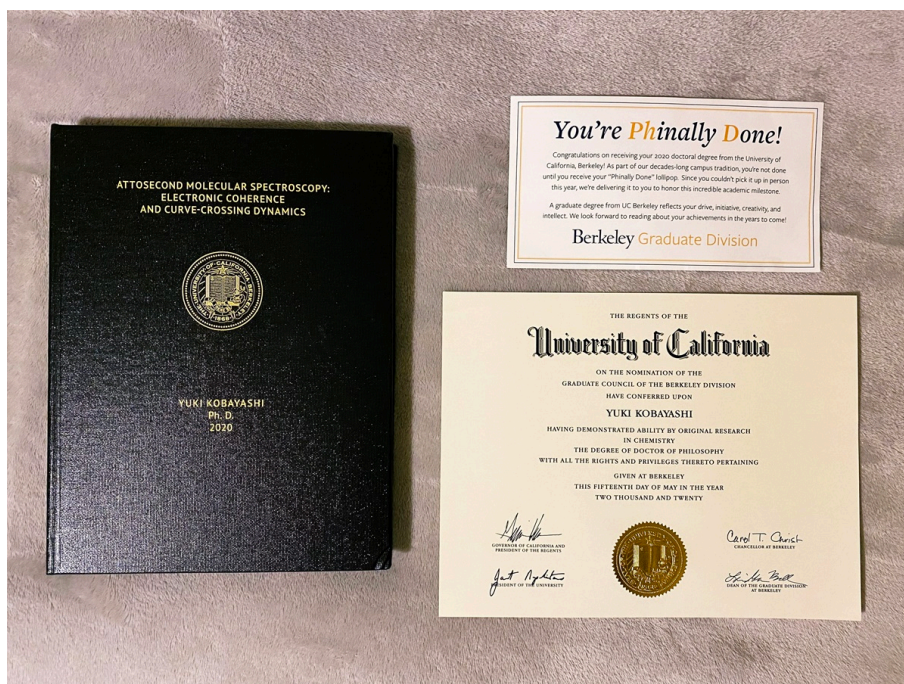 ATTOSECOND MOLECULAR SPECTROSCOPY:
ELECTRONIC COHERENCE
AND CURVE-CROSSING DYNAMICS
YUKI KOBAYASHI
Ph. D.
2020
You're Phinally Done!
Congratulations on receiving your 2020 doctoral degree from the University of
California, Berkeley! As part of our decades-long campus tradition, you're not done
until you receive your "Phinally Done" lollipop. Since you couldn't pick it up in person
this year, we're delivering it to you to honor this incredible academic milestone.
A graduate degree from UC Berkeley reflects your drive, initiative, creativity, and
intellect. We look forward to reading about your achievements in the years to come!
Berkeley Graduate Division
THE REGENTS OF THE
University of California
ON THE NOMINATION OF THE
GRADUATE COUNCIL OF THE BERKELEY DIVISION
HAVE CONFERRED UPON
YUKI KOBAYASHI
HAVING DEMONSTRATED ABILITY BY ORIGINAL RESEARCH
IN CHEMISTRY
THE DEGREE OF DOCTOR OF PHILOSOPHY
WITH ALL THE RIGHTS AND PRIVILEGES THERETO PERTAINING
GIVEN AT BERKELEY
THIS FIFTEENTH DAY OF MAY IN THE YEAR
TWO THOUSAND AND TWENTY
GOVERNOR OF CALIFORNIA AND
PRESIDENT OF THE REGENTS
Carol T. Christ
CHANCELLOR AT BERKELEY
PRESIDENT OF THE UNIVERSITY
DEAN OF THE GRADUATE DIVISION
AT BERKELEY